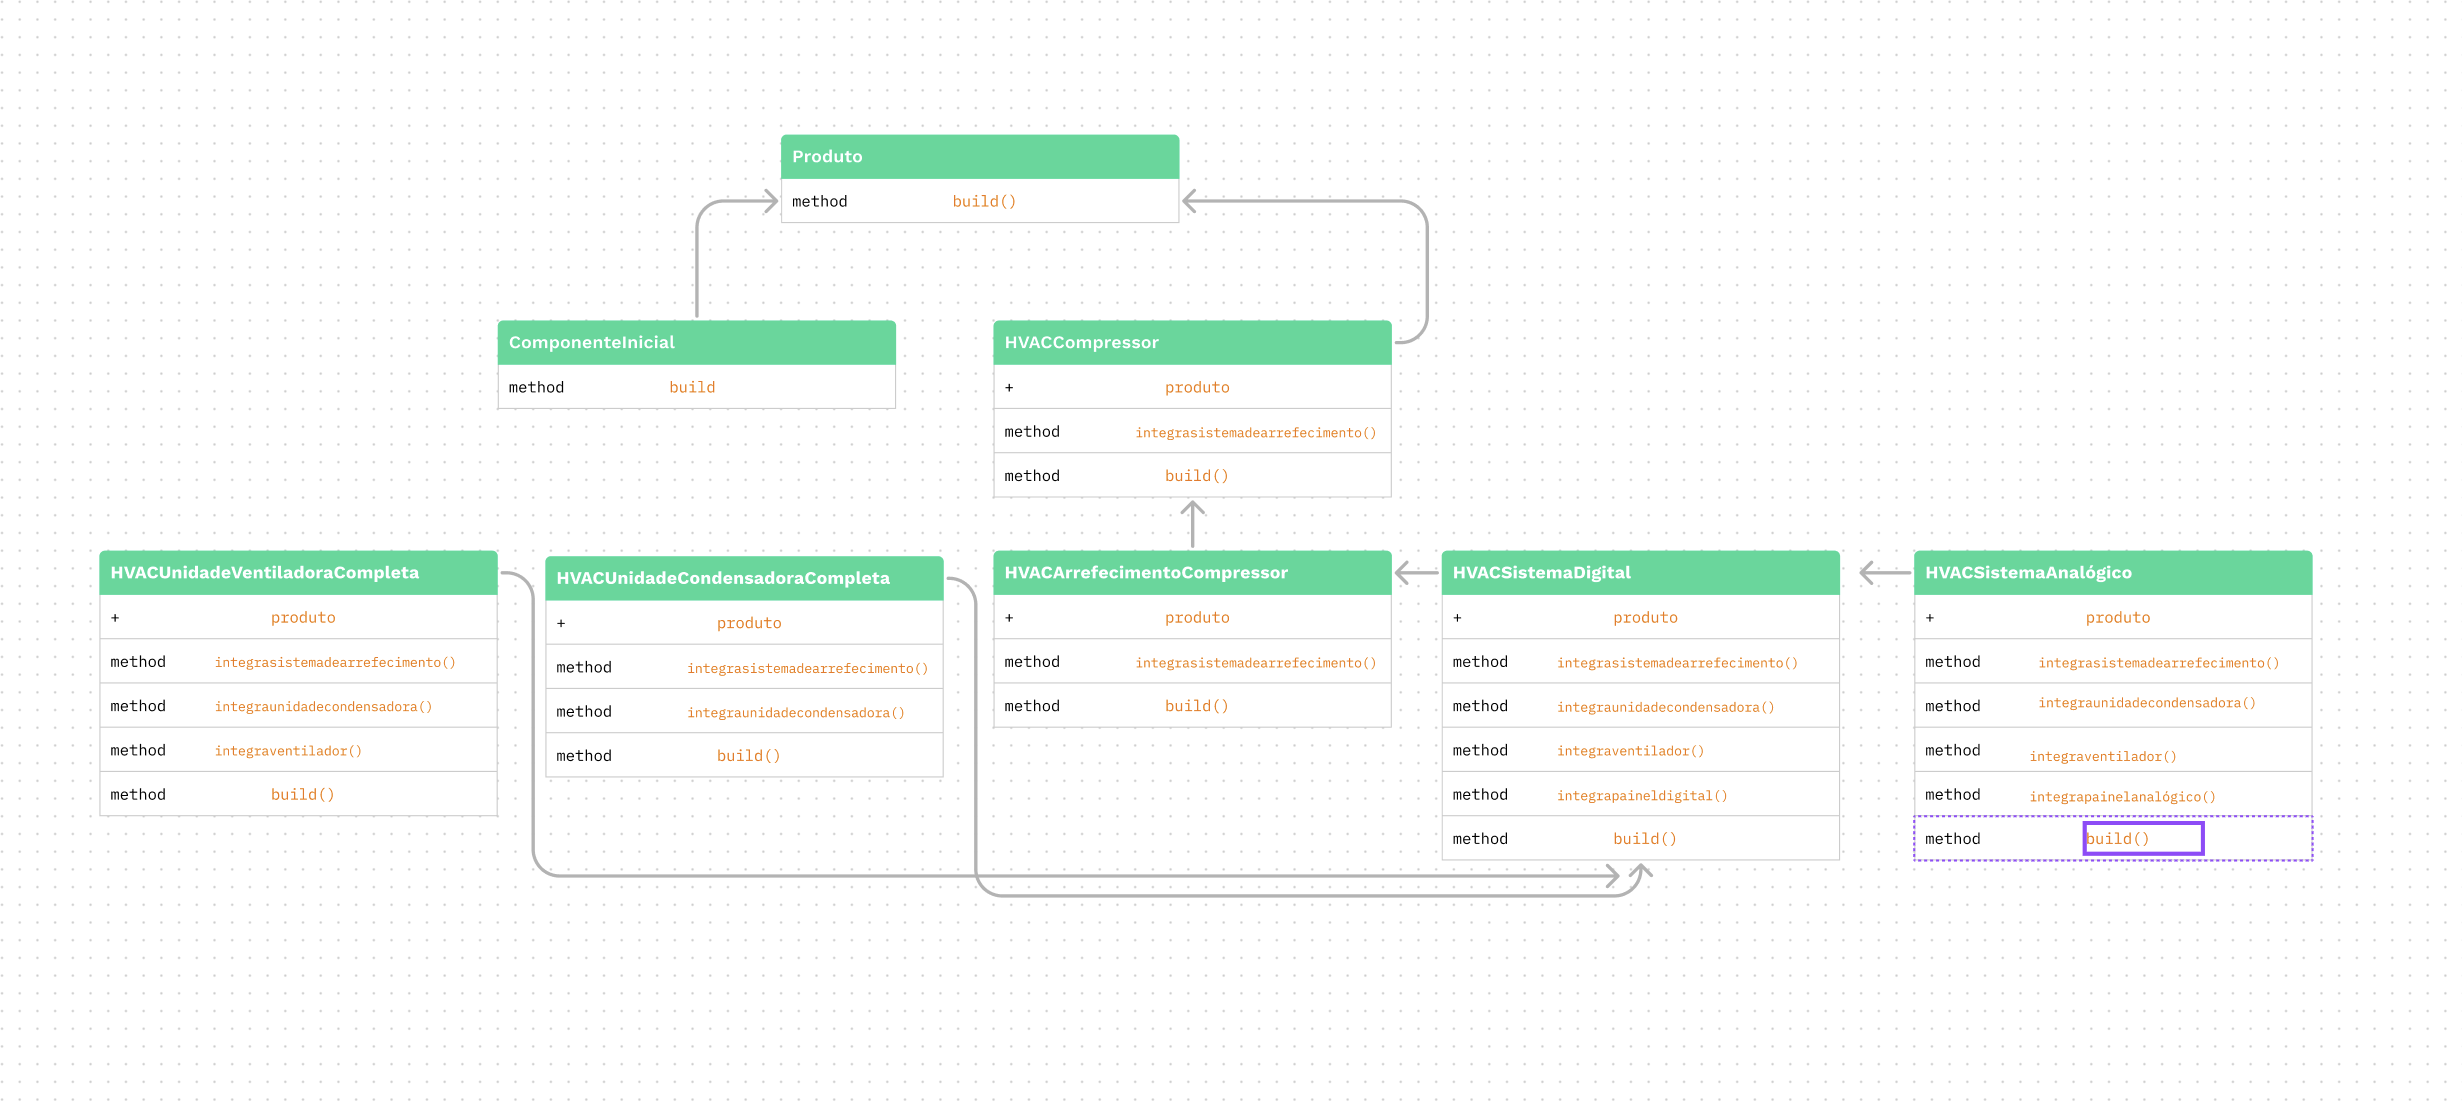 Produto
method build()
ComponenteInicial
method build
HVACCompressor
+ produto
method integrasistemadearrefecimento()
method build()
HVACUnidadeVentiladoraCompleta
+ produto
method integrasistemadearrefecimento()
method integraunidadecondensadora()
method integraventilador()
method build()
HVACUnidadeCondensadoraCompleta
+ produto
method integrasistemadearrefecimento()
method integraunidadecondensadora()
method build()
HVACArrefecimentoCompressor
+ produto
method integrasistemadearrefecimento()
method build()
HVACSistemaDigital
+ produto
method integrasistemadearrefecimento()
method integraunidadecondensadora()
method integraventilador()
method integrapaineldigital()
method build()
HVACSistemaAnalógico
+ produto
method integrasistemadearrefecimento()
method integraunidadecondensadora()
method integraventilador()
method integrapainelanalógico()
method build()